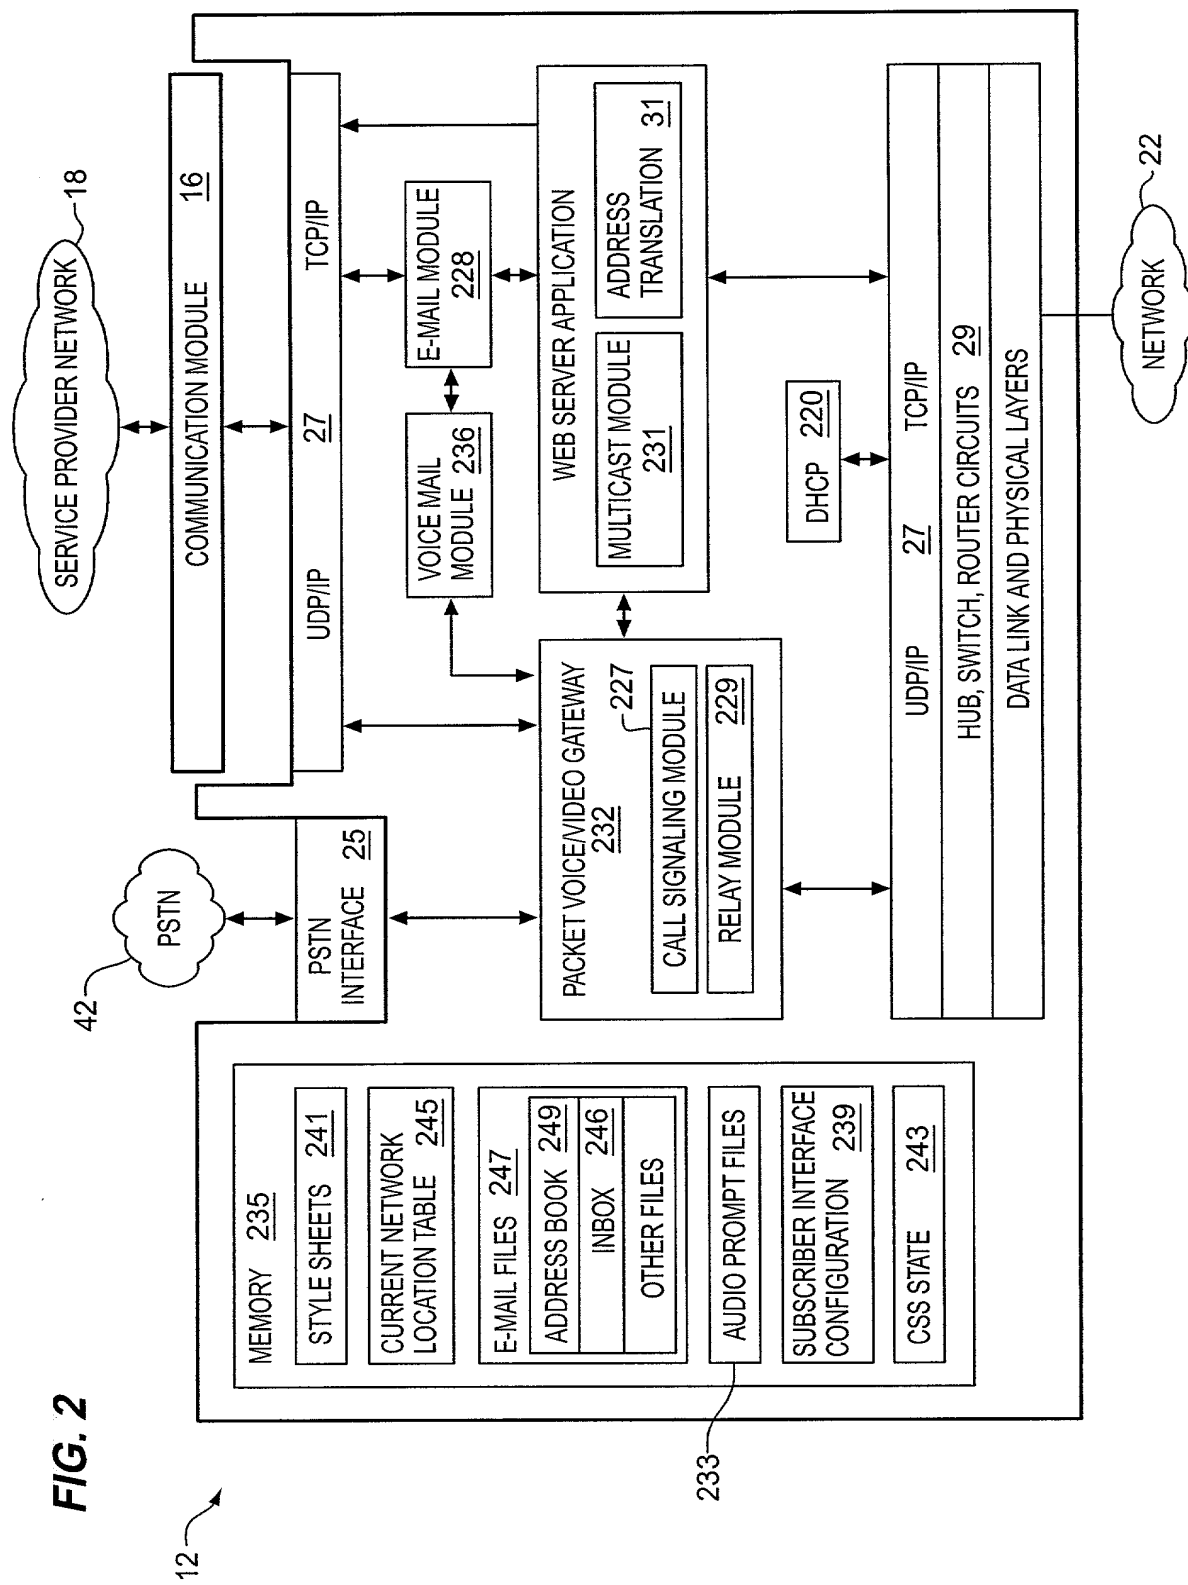 FIG. 2
12
SERVICE PROVIDER NETWORK
18
PSTN
42
COMMUNICATION MODULE 16
PSTN
INTERFACE 25
UDP/IP 27 TCP/IP
MEMORY 235
STYLE SHEETS 241
CURRENT NETWORK
LOCATION TABLE 245
E-MAIL FILES 247
ADDRESS BOOK 249
INBOX 246
OTHER FILES
AUDIO PROMPT FILES
233
SUBSCRIBER INTERFACE
CONFIGURATION 239
CSS STATE 243
VOICE MAIL
MODULE 236
E-MAIL MODULE
228
PACKET VOICE/VIDEO GATEWAY
232
227
CALL SIGNALING MODULE
RELAY MODULE 229
WEB SERVER APPLICATION
MULTICAST MODULE
231
ADDRESS
TRANSLATION 31
DHCP 220
UDP/IP 27 TCP/IP
HUB, SWITCH, ROUTER CIRCUITS 29
DATA LINK AND PHYSICAL LAYERS
NETWORK
22